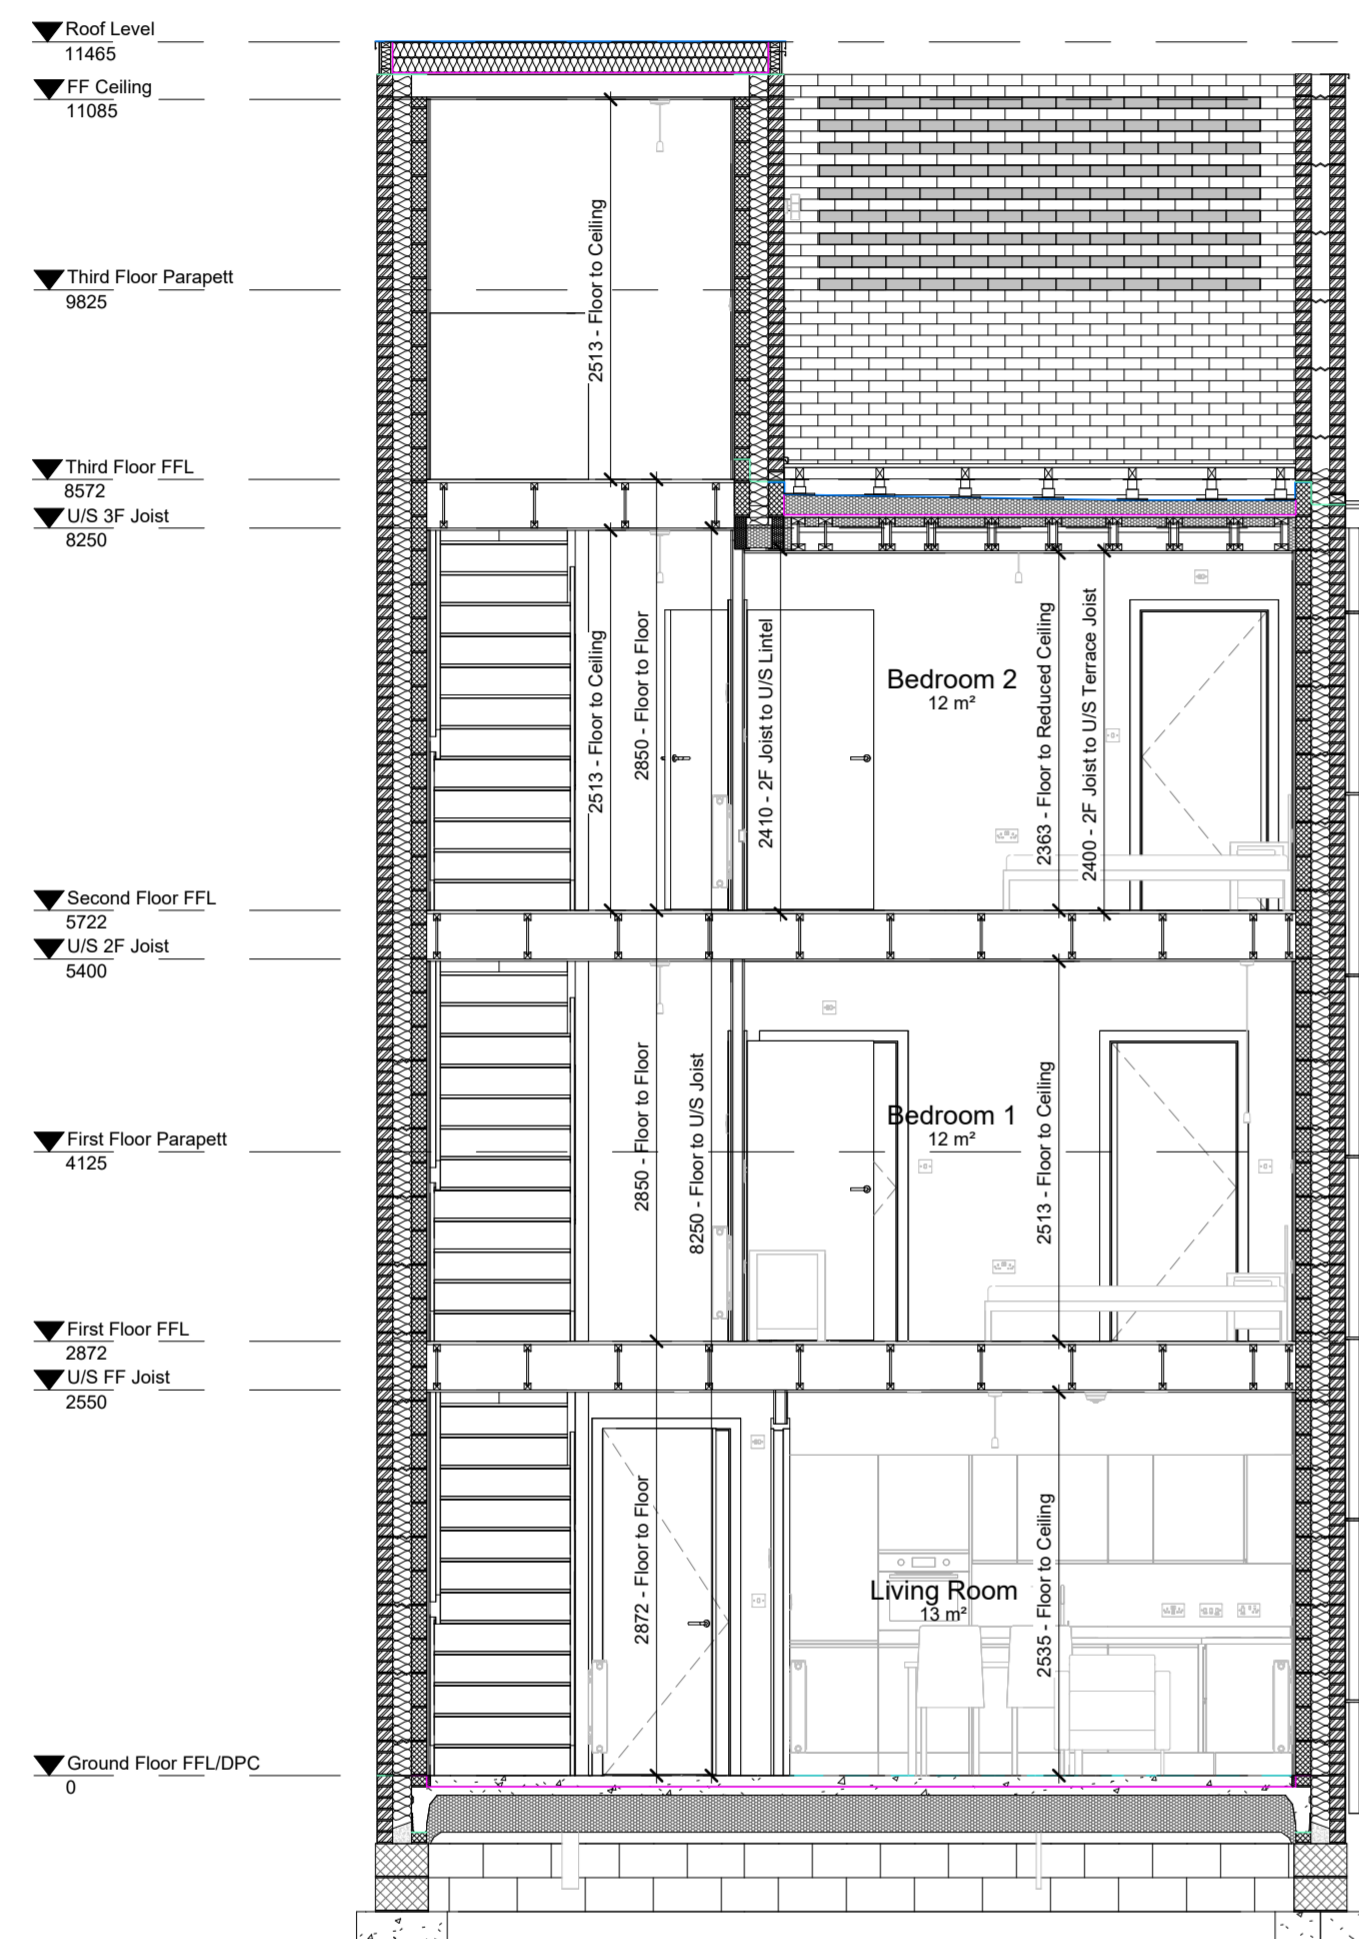 Roof Level
11465
FF Ceiling
11085
Third Floor Parapett
9825
Third Floor FFL
8572
U/S 3F Joist
8250
Second Floor FFL
5722
U/S 2F Joist
5400
First Floor Parapett
4125
First Floor FFL
2872
U/S FF Joist
2550
Ground Floor FFL/DPC
0
2513 - Floor to Ceiling
2513 - Floor to Ceiling
2850 - Floor to Floor
2410 - 2F Joist to U/S Lintel
Bedroom 2
12 m²
2363 - Floor to Reduced Ceiling
2400 - 2F Joist to U/S Terrace Joist
2850 - Floor to Floor
8250 - Floor to U/S Joist
Bedroom 1
12 m²
2513 - Floor to Ceiling
2872 - Floor to Floor
Living Room
13 m²
2535 - Floor to Ceiling